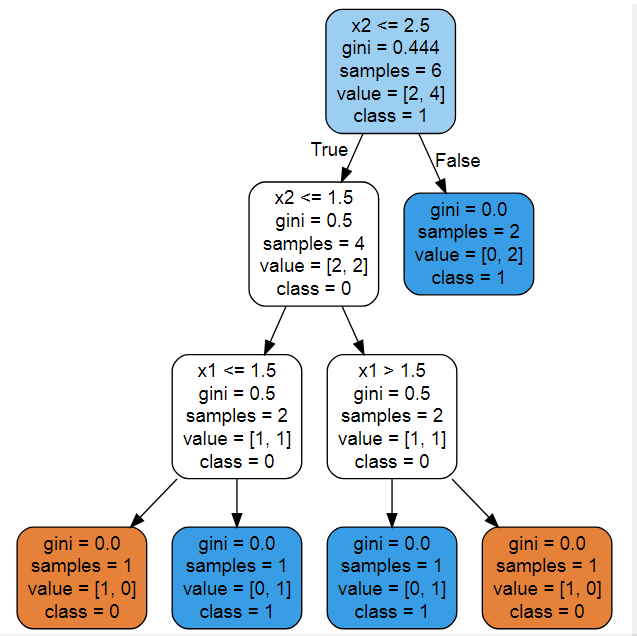 x2 <= 2.5
gini = 0.444
samples = 6
value = [2, 4]
class = 1
True
False
x2 <= 1.5
gini = 0.5
samples = 4
value = [2, 2]
class = 0
gini = 0.0
samples = 2
value = [0, 2]
class = 1
x1 <= 1.5
gini = 0.5
samples = 2
value = [1, 1]
class = 0
x1 > 1.5
gini = 0.5
samples = 2
value = [1, 1]
class = 0
gini = 0.0
samples = 1
value = [1, 0]
class = 0
gini = 0.0
samples = 1
value = [0, 1]
class = 1
gini = 0.0
samples = 1
value = [0, 1]
class = 1
gini = 0.0
samples = 1
value = [1, 0]
class = 0